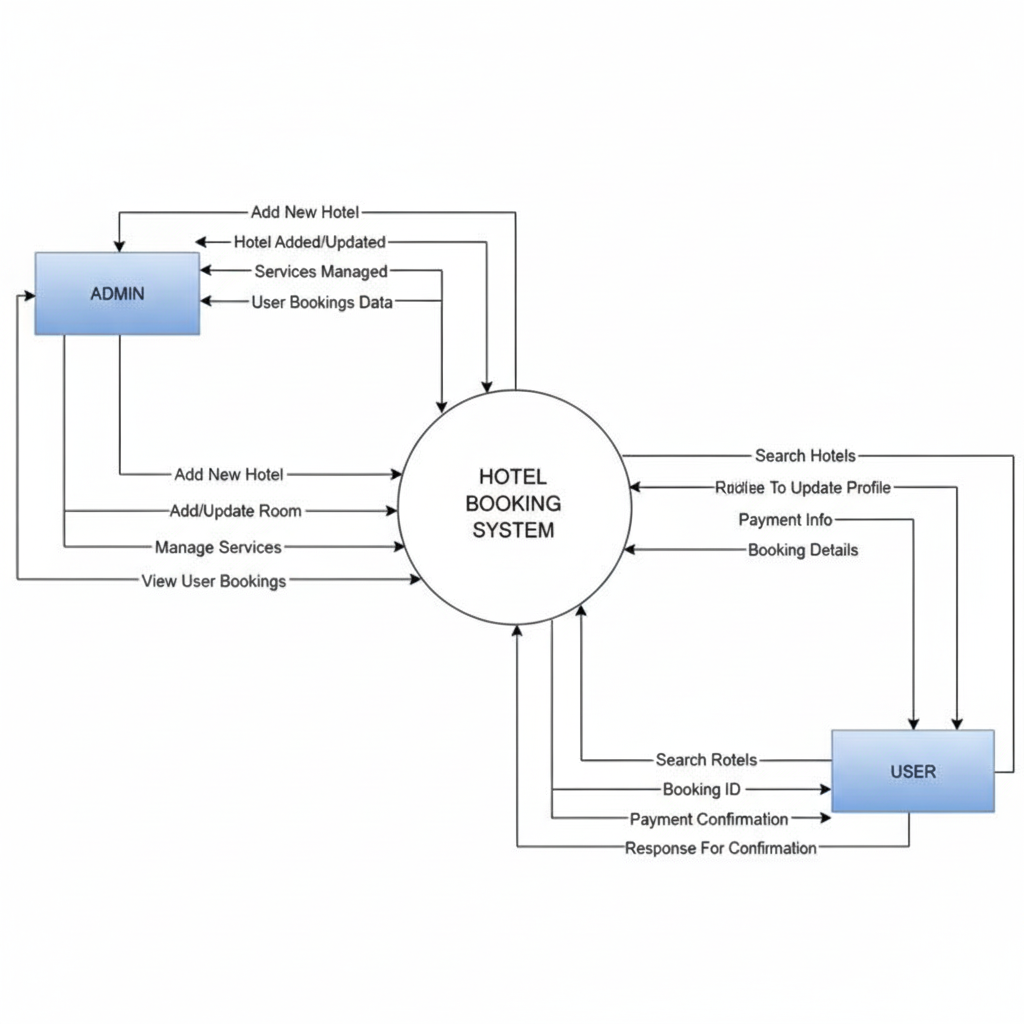 Add New Hotel
Hotel Added/Updated
Services Managed
User Bookings Data
ADMIN
Add New Hotel
Add/Update Room
Manage Services
View User Bookings
HOTEL
BOOKING
SYSTEM
Search Hotels
To Update Profile
Payment Info
Booking Details
Search Rotels
Booking ID
Payment Confirmation
Response For Confirmation
USER